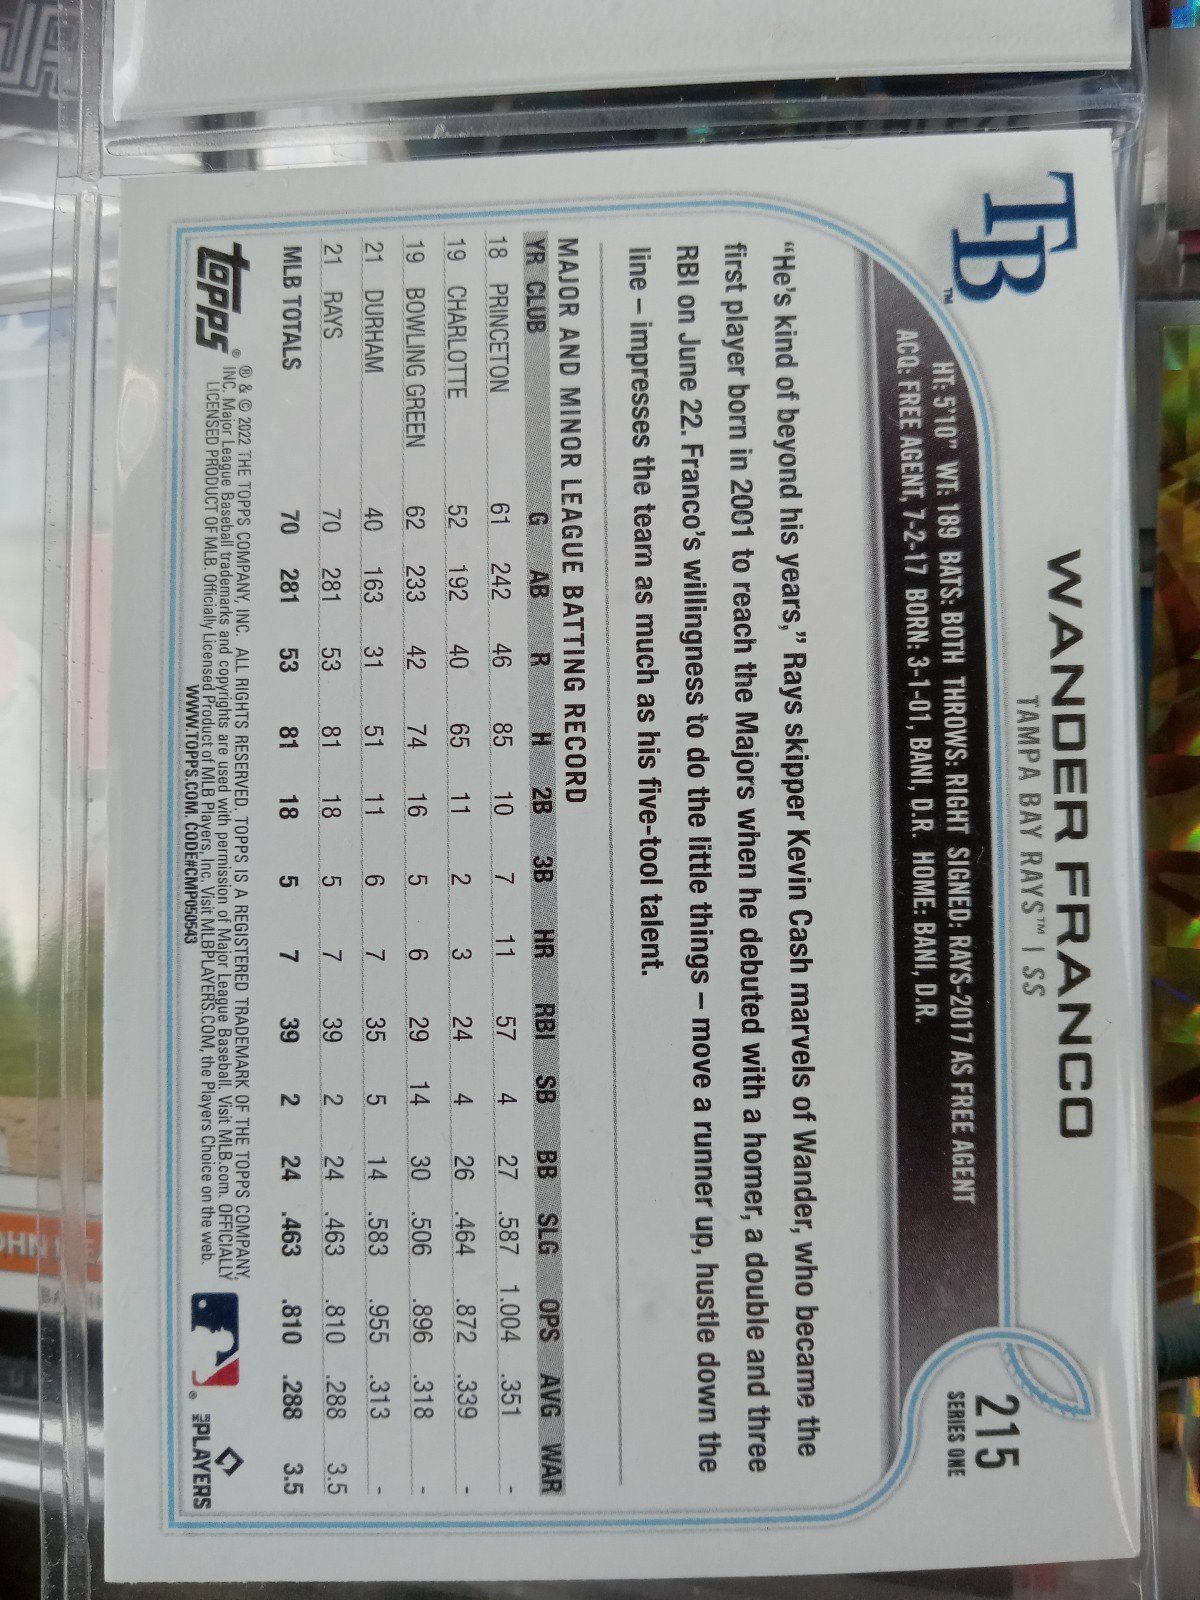 TB™
WANDER FRANCO
TAMPA BAY RAYS™ | SS
215
SERIES ONE
HT: 5'10" WT: 189 BATS: BOTH THROWS: RIGHT SIGNED: RAYS-2017 AS FREE AGENT
ACQ: FREE AGENT, 7-2-17 BORN: 3-1-01, BANI, D.R. HOME: BANI, D.R.
“He’s kind of beyond his years,” Rays skipper Kevin Cash marvels of Wander, who became the
first player born in 2001 to reach the Majors when he debuted with a homer, a double and three
RBI on June 22. Franco’s willingness to do the little things – move a runner up, hustle down the
line – impresses the team as much as his five-tool talent.
MAJOR AND MINOR LEAGUE BATTING RECORD
YR CLUB G AB R H 2B 3B HR RBI SB BB SLG OPS AVG WAR
18 PRINCETON 61 242 46 85 10 7 11 57 4 27 .587 1.004 .351 -
19 CHARLOTTE 52 192 40 65 11 2 3 24 4 26 .464 .872 .339 -
19 BOWLING GREEN 62 233 42 74 16 5 6 29 14 30 .506 .896 .318 -
21 DURHAM 40 163 31 51 11 6 7 35 5 14 .583 .955 .313 -
21 RAYS 70 281 53 81 18 5 7 39 2 24 .463 .810 .288 3.5
MLB TOTALS 70 281 53 81 18 5 7 39 2 24 .463 .810 .288 3.5
topps®
® & © 2022 THE TOPPS COMPANY, INC. ALL RIGHTS RESERVED. TOPPS IS A REGISTERED TRADEMARK OF THE TOPPS COMPANY,
INC. Major League Baseball trademarks and copyrights are used with permission of Major League Baseball. Visit MLB.com. OFFICIALLY
LICENSED PRODUCT OF MLB. Officially Licensed Product of MLB Players, Inc. Visit MLBPLAYERS.COM, the Players Choice on the web.
WWW.TOPPS.COM. CODE#CMP050543
MLB PLAYERS